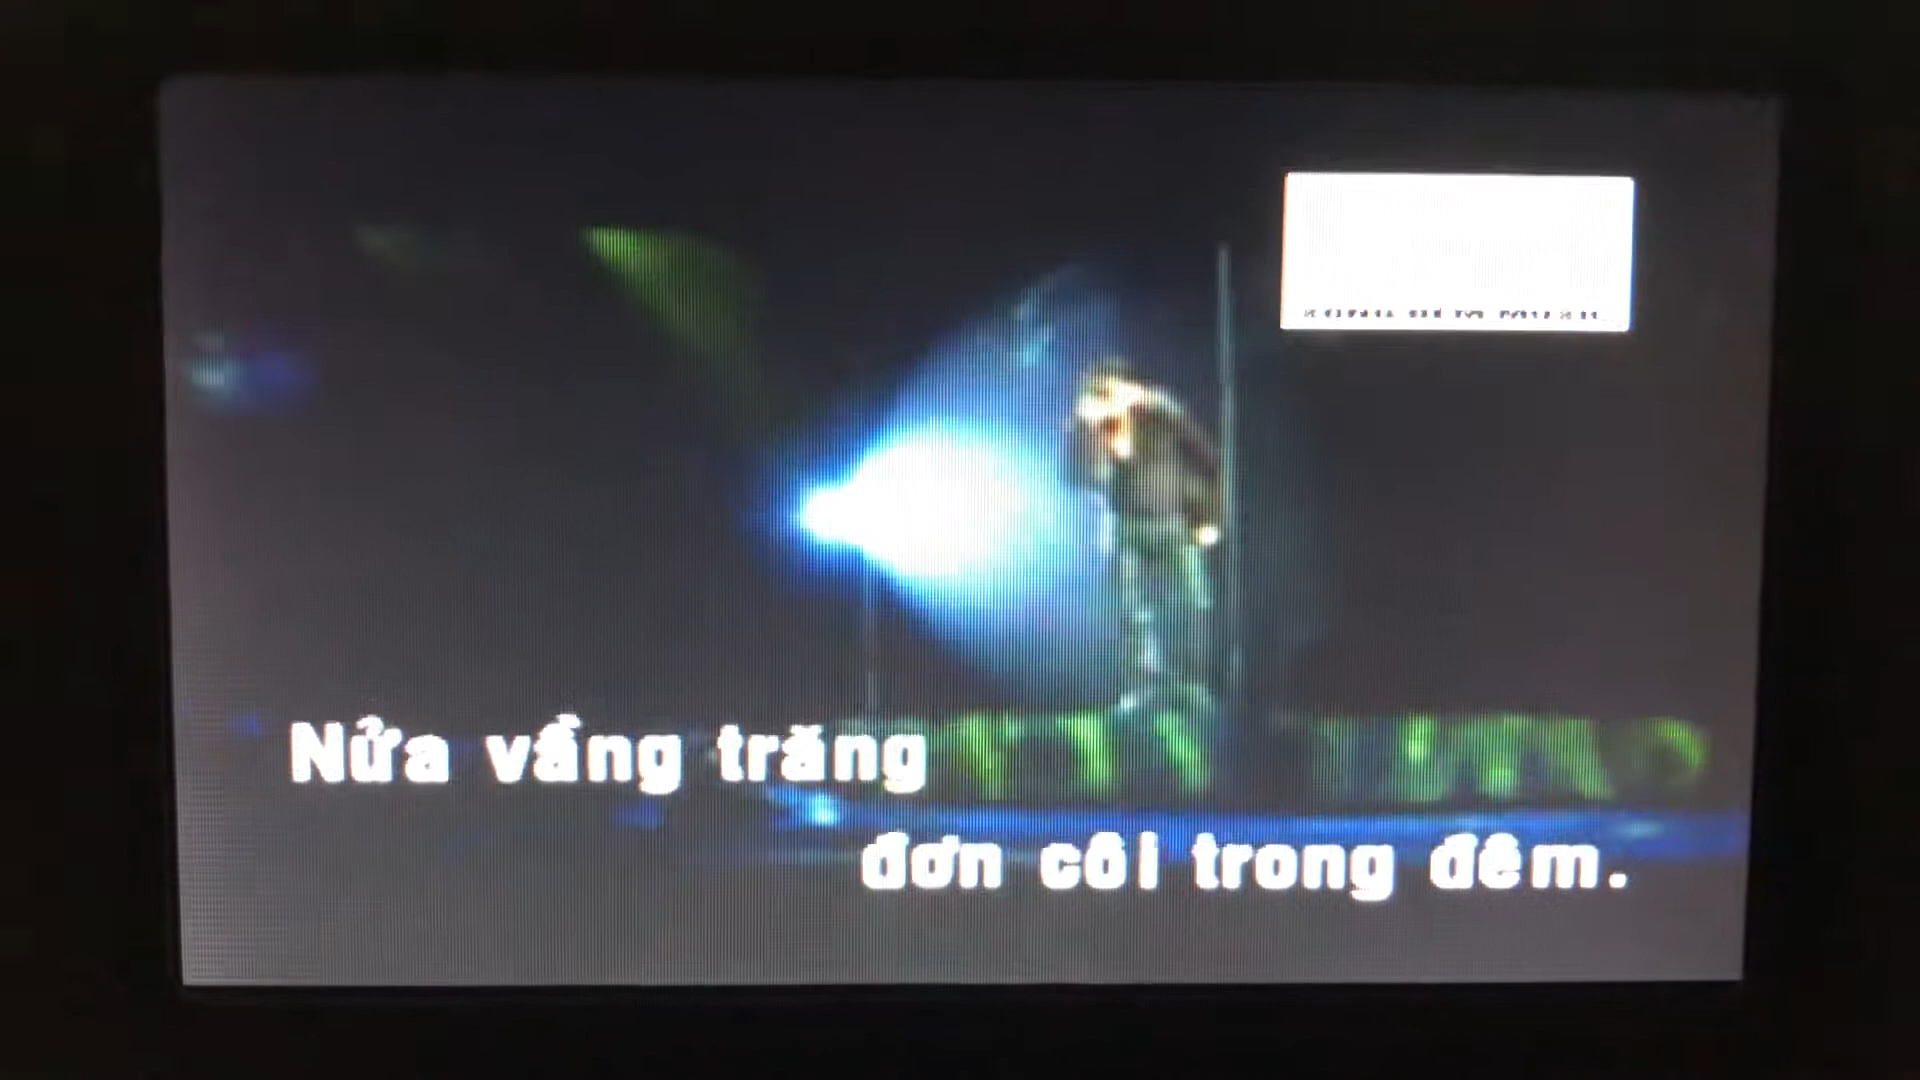 Nửa vầng trăng
đơn côi trong đêm.